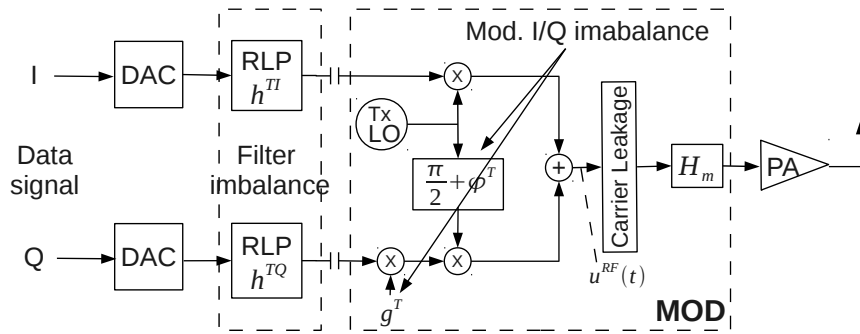 Mod. I/Q imabalance
I
DAC
RLP
h^{TI}
x
Tx
LO
Data
signal
Filter
imbalance
π/2 + φ^T
+
Carrier Leakage
H_m
PA
Q
DAC
RLP
h^{TQ}
x
x
g^T
u^{RF}(t)
MOD